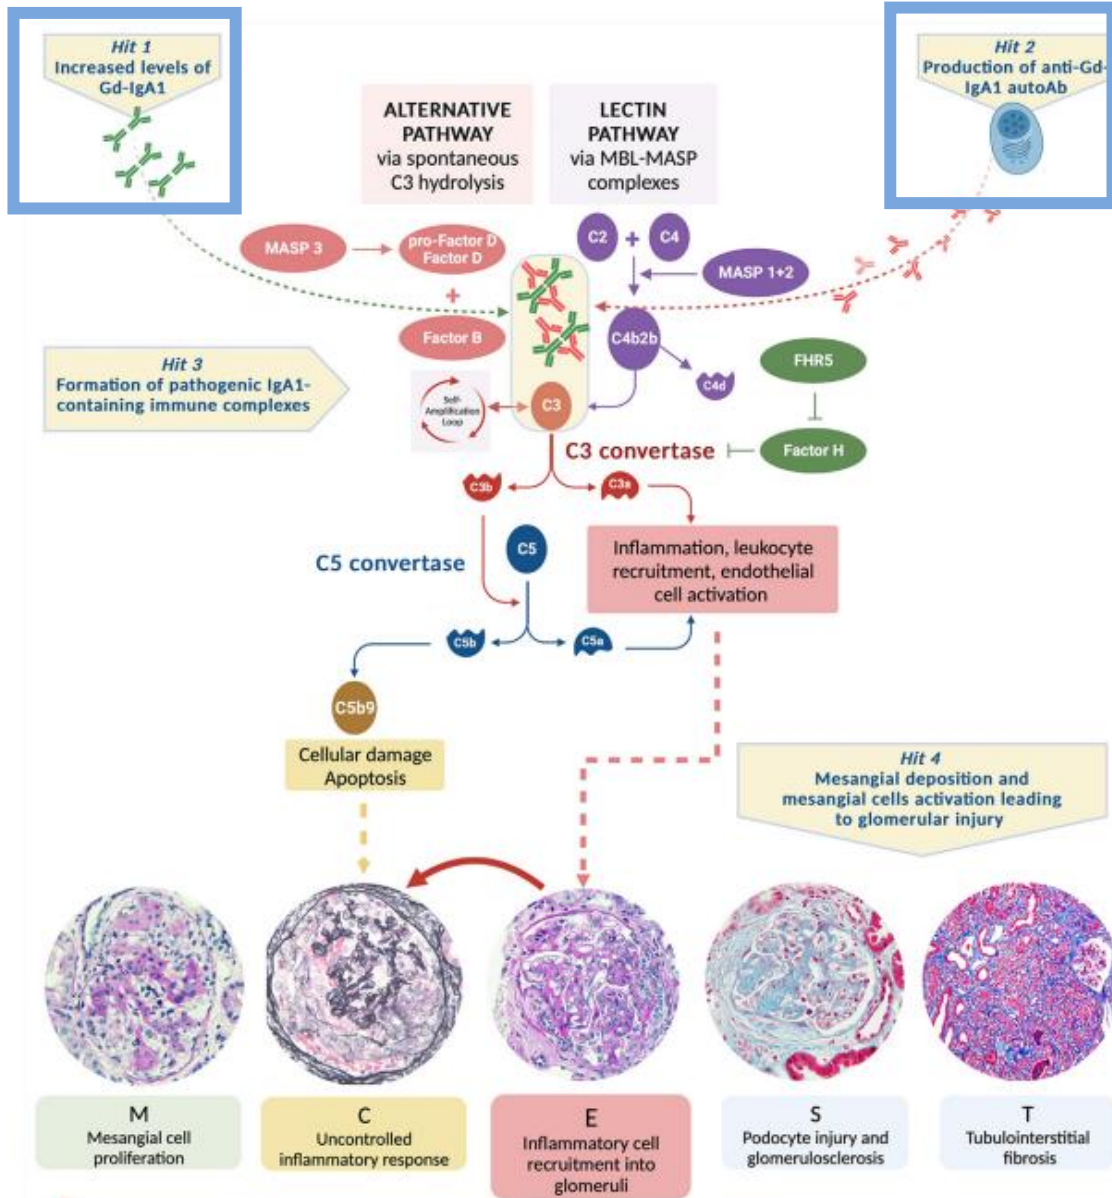 Hit 1
Increased levels of
Gd-IgA1
Hit 2
Production of anti-Gd-
IgA1 autoAb
ALTERNATIVE
PATHWAY
via spontaneous
C3 hydrolysis
LECTIN
PATHWAY
via MBL-MASP
complexes
MASP 3
pro-Factor D
Factor D
+
Factor B
C2
+
C4
MASP 1+2
C4b2b
C4d
Hit 3
Formation of pathogenic IgA1-
containing immune complexes
Self-
Amplification
Loop
C3
FHR5
Factor H
C3 convertase
C3b
C3a
C5 convertase
C5
Inflammation, leukocyte
recruitment, endothelial
cell activation
C5b
C5a
C5b9
Cellular damage
Apoptosis
Hit 4
Mesangial deposition and
mesangial cells activation leading
to glomerular injury
M
Mesangial cell
proliferation
C
Uncontrolled
inflammatory response
E
Inflammatory cell
recruitment into
glomeruli
S
Podocyte injury and
glomerulosclerosis
T
Tubulointerstitial
fibrosis